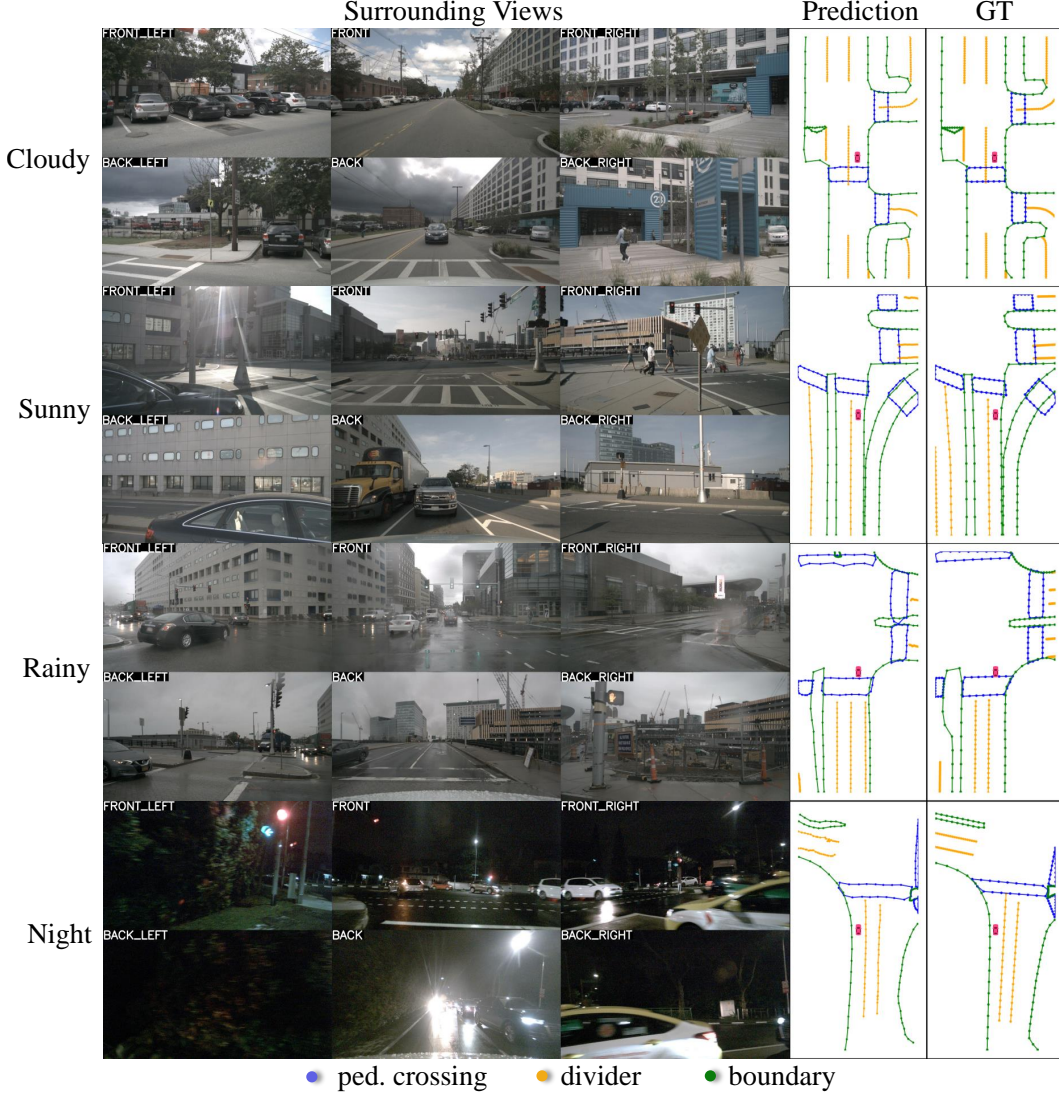 Surrounding Views Prediction GT
Cloudy
FRONT_LEFT FRONT FRONT_RIGHT
BACK_LEFT BACK BACK_RIGHT
23
Sunny
FRONT_LEFT FRONT FRONT_RIGHT
BACK_LEFT BACK BACK_RIGHT
Rainy
FRONT_LEFT FRONT FRONT_RIGHT
BACK_LEFT BACK BACK_RIGHT
Night
FRONT_LEFT FRONT FRONT_RIGHT
BACK_LEFT BACK BACK_RIGHT
ped. crossing divider boundary